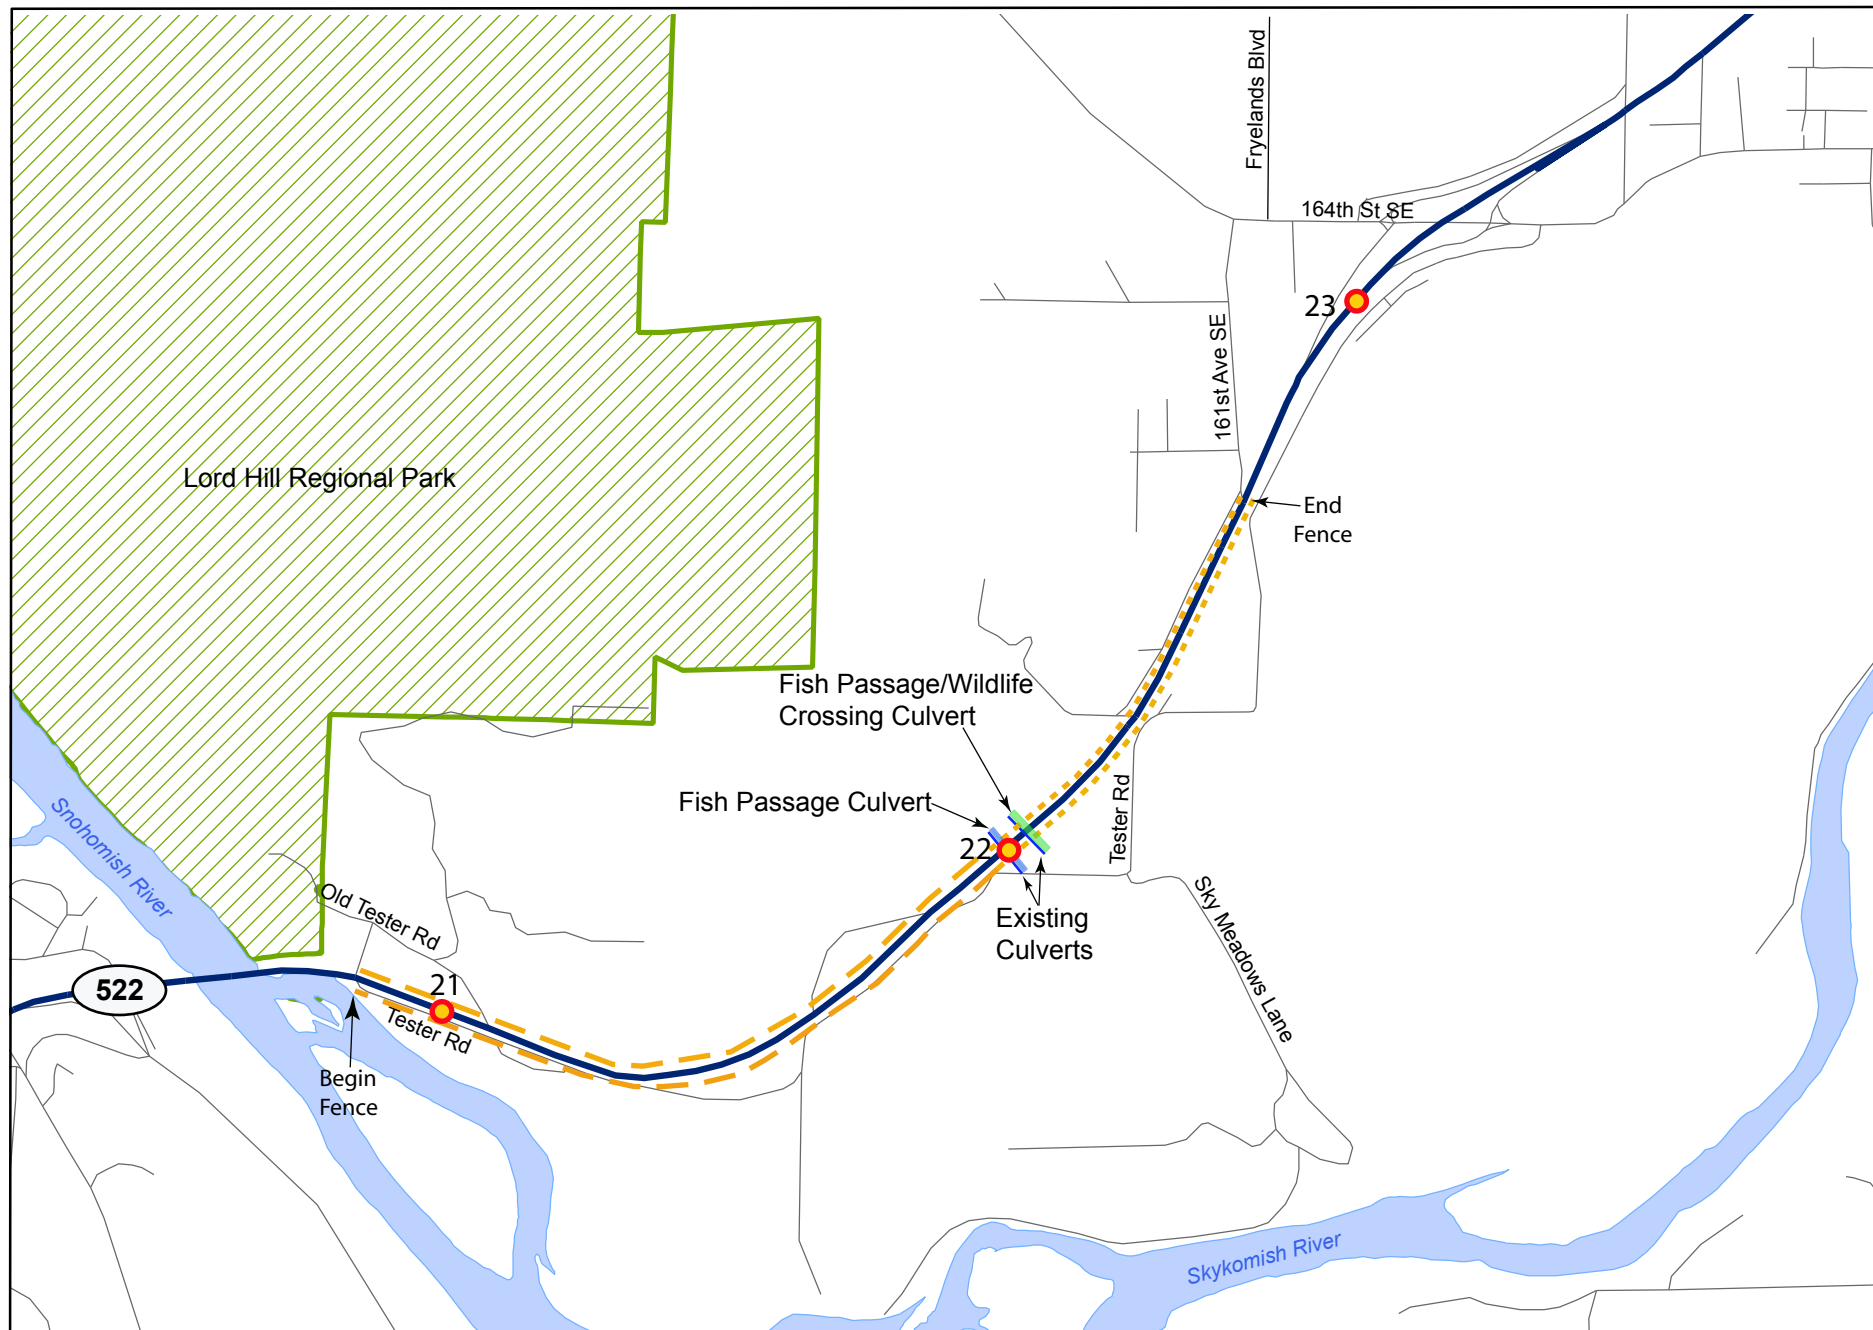 Fryelands Blvd
164th St SE
23
161st Ave SE
Lord Hill Regional Park
End
Fence
Fish Passage/Wildlife
Crossing Culvert
Fish Passage Culvert
22
Tester Rd
Snohomish River
Old Tester Rd
Existing
Culverts
Sky Meadows Lane
522
21
Tester Rd
Begin
Fence
Skykomish River